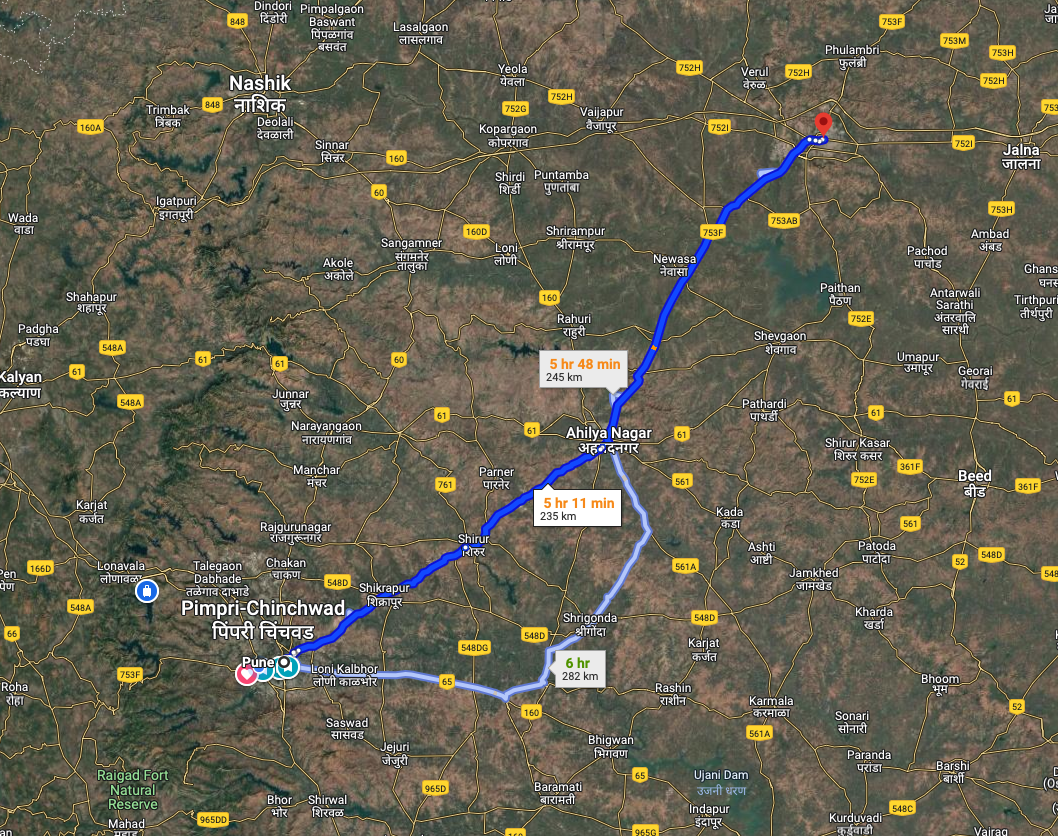 Dindori
दिंडोरी
Pimpalgaon
Baswant
पिंपळगाव
बसवंत
848
753F
Lasalgaon
लासलगाव
753M
Phulambri
फुलंब्री
753H
Yeola
येवला
752H
Verul
वेरुळ
752H
752H
Nashik
नाशिक
Trimbak
त्रिंबक
848
752H
752G
Vaijapur
वैजापूर
Deolali
देवळाली
160A
Kopargaon
कोपरगाव
752I
752I
Jalna
जालना
Sinnar
सिन्नर
160
Shirdi
शिर्डी
Puntamba
पुणतांबा
60
Igatpuri
इगतपूरी
Wada
वाडा
753H
753AB
160D
Shrirampur
श्रीरामपूर
753F
Ambad
अंबड
Sangamner
संगमनेर
तालुका
Loni
लोणी
Pachod
पाचोड
Akole
अकोले
Newasa
नेवासा
Shahapur
शहापूर
160
Paithan
पैठण
Antarwali
Sarathi
अंतरवालि
सारथी
Rahuri
राहुरी
752E
Padgha
पडघा
548A
Shevgaon
शेवगाव
61
61
60
5 hr 48 min
245 km
Umapur
उमापूर
Georai
गेवराई
Kalyan
कल्याण
61
548A
Junnar
जुन्नर
61
Pathardi
पाथर्डी
61
61
Narayangaon
नारायणगांव
61
Ahilya Nagar
61
Shirur Kasar
शिरुर कसर
361F
Manchar
मंचर
Parner
पारनेर
761
561
752E
Beed
बीड
361F
5 hr 11 min
235 km
Karjat
कर्जत
Kada
कडा
Rajgurunagar
राजगुरूनगर
561
Shirur
शिरुर
Ashti
आष्टी
Patoda
पाटोदा
548D
52
Lonavala
लोणावळा
166D
Talegaon
Dabhade
तळेगाव दाभाडे
Chakan
चाकण
561A
Jamkhed
जामखेड
548D
Shikrapur
शिक्रापूर
548A
Pimpri-Chinchwad
पिंपरी चिंचवड
Kharda
खर्डा
66
Shrigonda
श्रीगोंदा
548D
548D
Karjat
कर्जत
548DG
Pune
Loni Kalbhor
लोणी काळभोर
6 hr
282 km
753F
65
Roha
रोहा
Rashin
राशीन
Bhoom
भूम
Karmala
करमाळा
52
160
Saswad
सासवड
Sonari
सोनारी
561A
Jejuri
जेजुरी
Bhigwan
भिगवण
Paranda
परांडा
Barshi
बार्शी
65
Ujani Dam
उजनी धरण
Raigad Fort
Natural
Reserve
965D
Baramati
बारामती
Bhor
भोर
Shirwal
शिरवळ
548C
Indapur
इंदापूर
965DD
Kurduvadi
कुर्डूवाडी
Mahad
965G